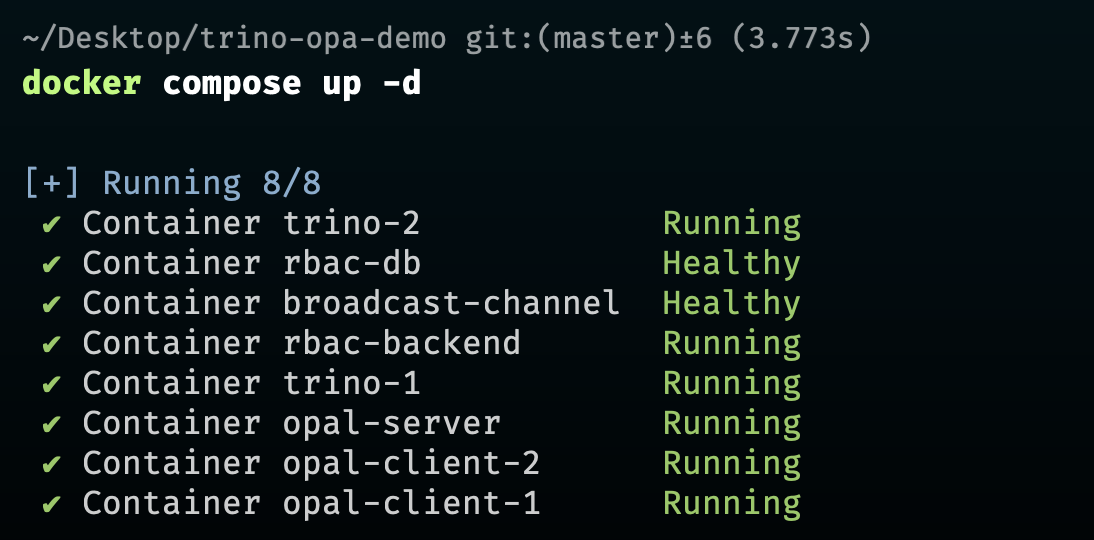 ~/Desktop/trino-opa-demo git:(master)±6 (3.773s)
docker compose up -d
[+] Running 8/8
✔ Container trino-2 Running
✔ Container rbac-db Healthy
✔ Container broadcast-channel Healthy
✔ Container rbac-backend Running
✔ Container trino-1 Running
✔ Container opal-server Running
✔ Container opal-client-2 Running
✔ Container opal-client-1 Running